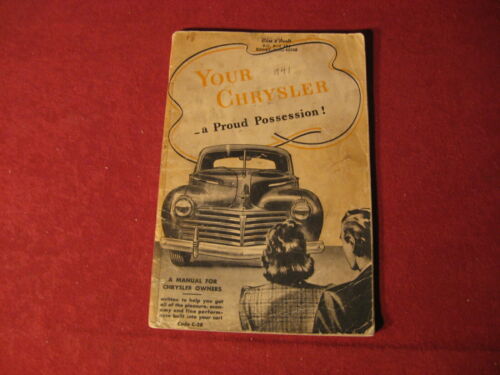 YOUR
CHRYSLER
1941
—a Proud Possession!
A MANUAL FOR
CHRYSLER OWNERS
written to help you get
all of the pleasure, econ-
omy and fine perform-
ance built into your car!
Code C-28